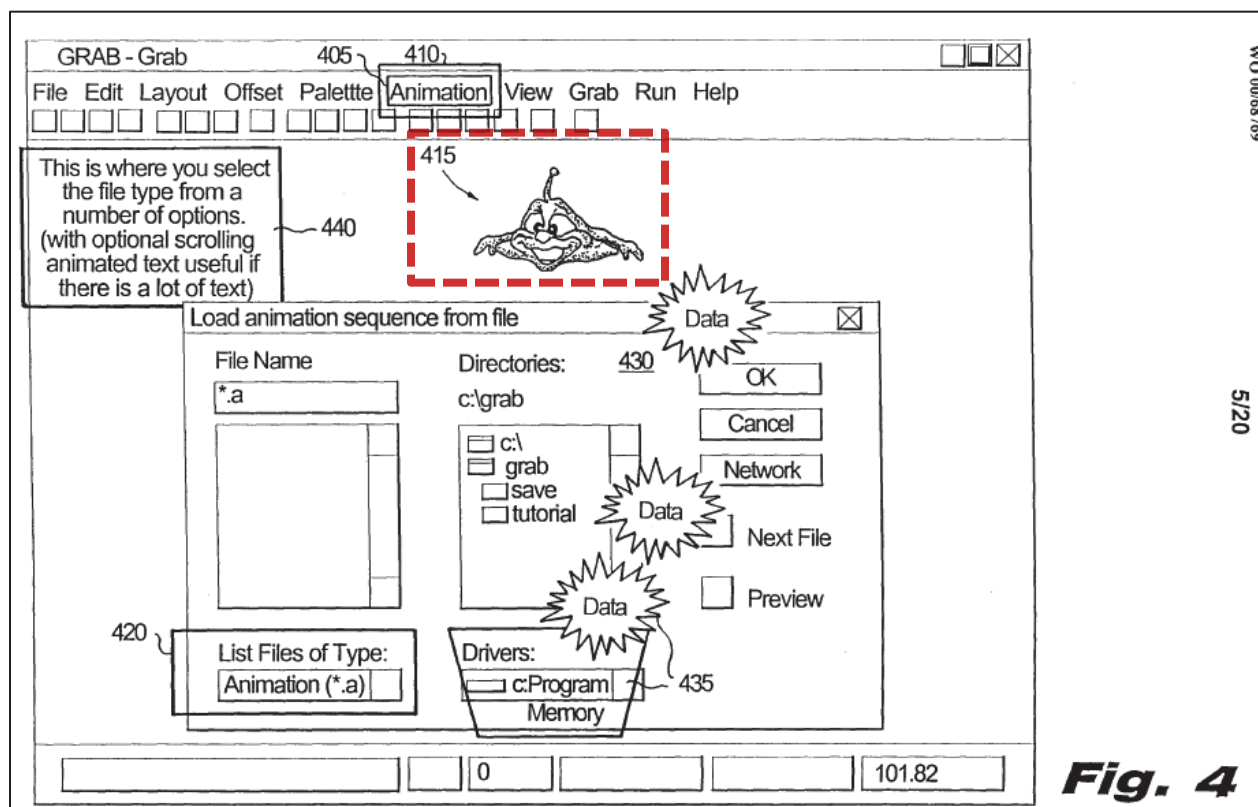 GRAB - Grab
405
410
File Edit Layout Offset Palettte Animation View Grab Run Help
415
This is where you select
the file type from a
number of options.
(with optional scrolling
animated text useful if
there is a lot of text)
440
Load animation sequence from file
Data
File Name
Directories:
430
OK
*.a
c:\grab
Cancel
c:\
grab
Network
save
Data
tutorial
Next File
Data
Preview
420
List Files of Type:
Drivers:
Animation (*.a)
c:Program
435
Memory
0
101.82
5/20
Fig. 4